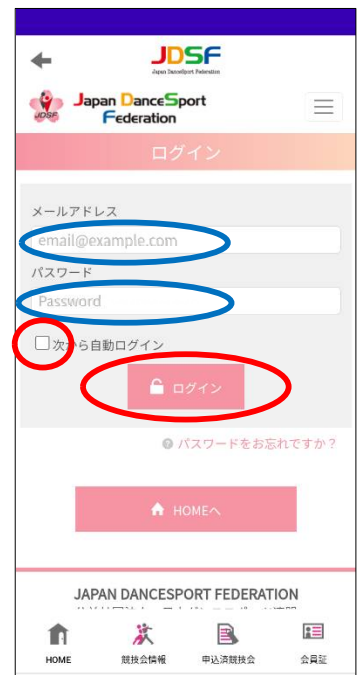 JDSF
Japan DanceSport Federation
JDSF
Japan DanceSport
Federation
ログイン
メールアドレス
email@example.com
パスワード
Password
次から自動ログイン
ログイン
パスワードをお忘れですか？
HOMEへ
JAPAN DANCESPORT FEDERATION
HOME 競技会情報 申込済競技会 会員証